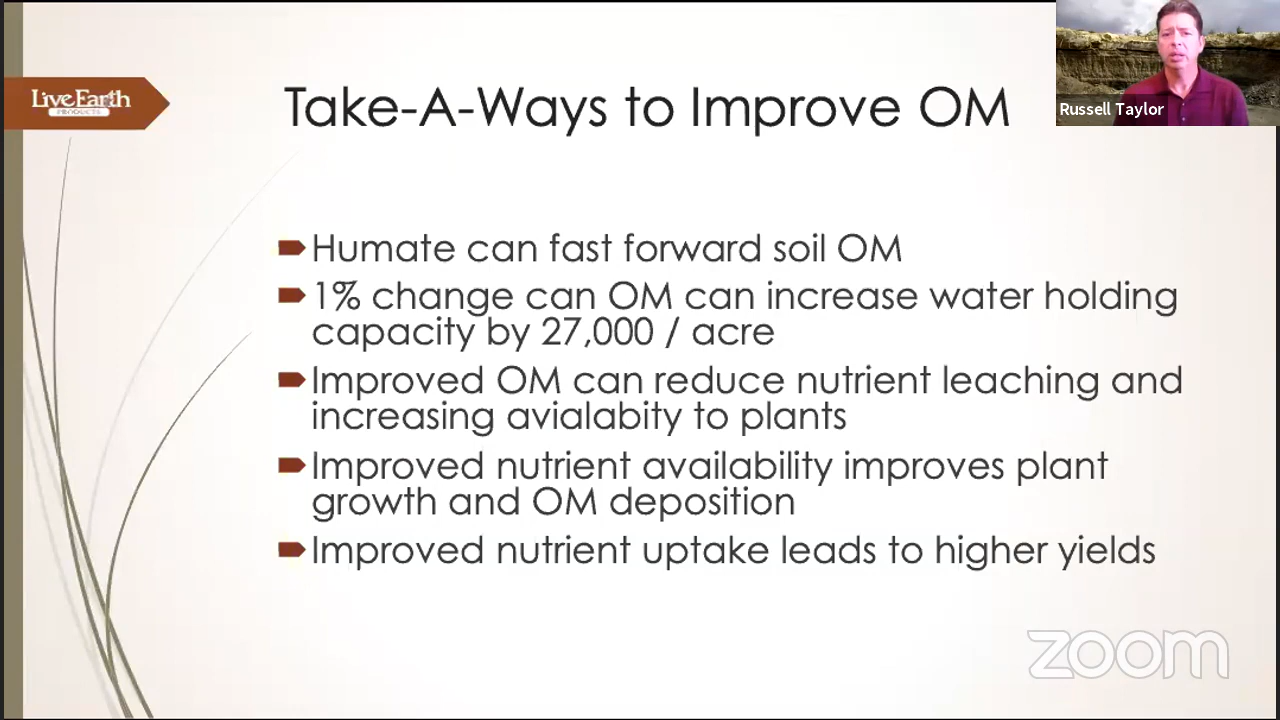 Live Earth
PRODUCTS
Take-A-Ways to Improve OM
Russell Taylor
Humate can fast forward soil OM
1% change can OM can increase water holding
capacity by 27,000 / acre
Improved OM can reduce nutrient leaching and
increasing avialabity to plants
Improved nutrient availability improves plant
growth and OM deposition
Improved nutrient uptake leads to higher yields
zoom